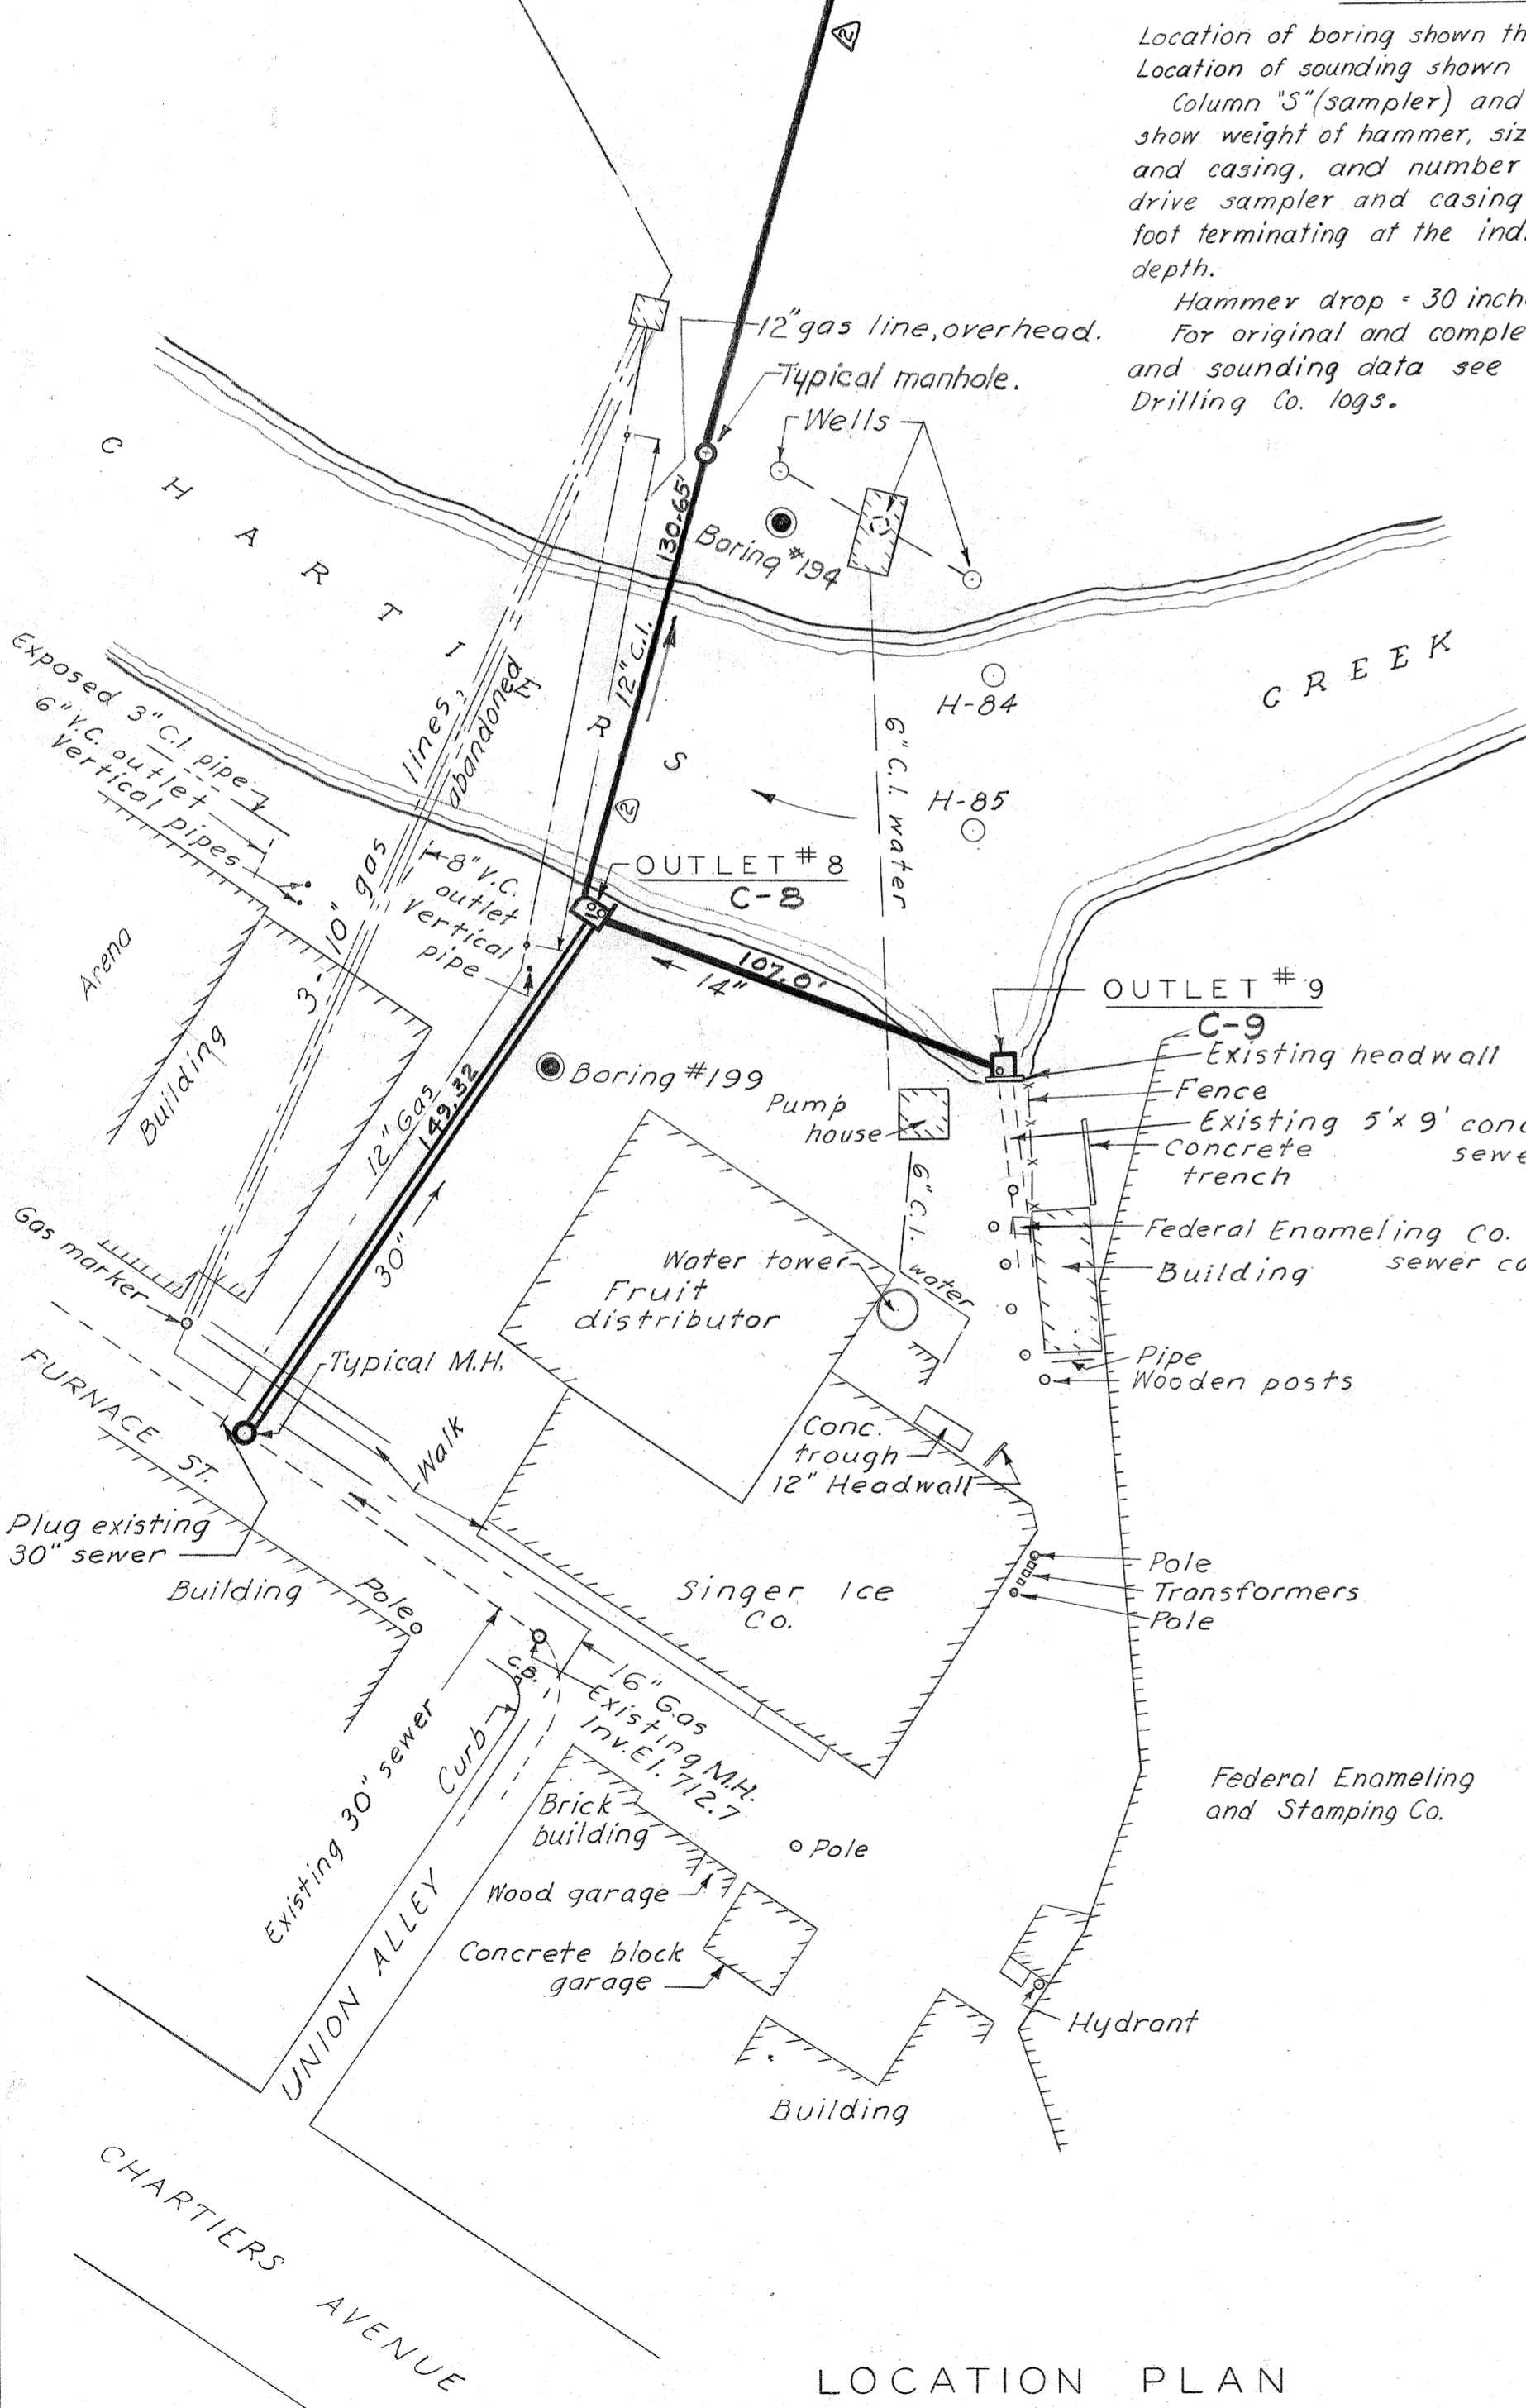 Location of boring shown th
Location of sounding shown
Column "S" (sampler) and
show weight of hammer, siz
and casing, and number
drive sampler and casing
foot terminating at the ind.
depth.
Hammer drop = 30 inch
For original and comple
and sounding data see
Drilling Co. logs.
2
12" gas line, overhead.
Typical manhole.
Wells
Boring #194
130.65'
12" C.I.
CHARTIERS
CREEK
H-84
H-85
6" C.I. water
Exposed 3" C.I. pipe
6" V.C. outlet
Vertical pipes
3-10" gas lines
abandoned
8" V.C.
outlet
Vertical
pipe
2
OUTLET #8
C-8
107.0'
14"
OUTLET #9
C-9
Existing headwall
Fence
Existing 5'x 9' conc
sewe
Concrete
trench
Federal Enameling Co.
sewer co
Building
Pipe
Wooden posts
Arena
Building
12" Gas
149.32
30"
Boring #199
Pump
house
6" C.I.
water
Water tower
Fruit
distributor
Gas marker
FURNACE ST.
Typical M.H.
Walk
Conc.
trough
12" Headwall
Plug existing
30" sewer
Building
Pole
Singer Ice
Co.
Pole
Transformers
Pole
C.B.
16" Gas
Existing M.H.
Inv. El. 712.7
Existing 30" sewer
Curb
Brick
building
Pole
Wood garage
Concrete block
garage
Federal Enameling
and Stamping Co.
UNION ALLEY
Hydrant
Building
CHARTIERS AVENUE
LOCATION PLAN